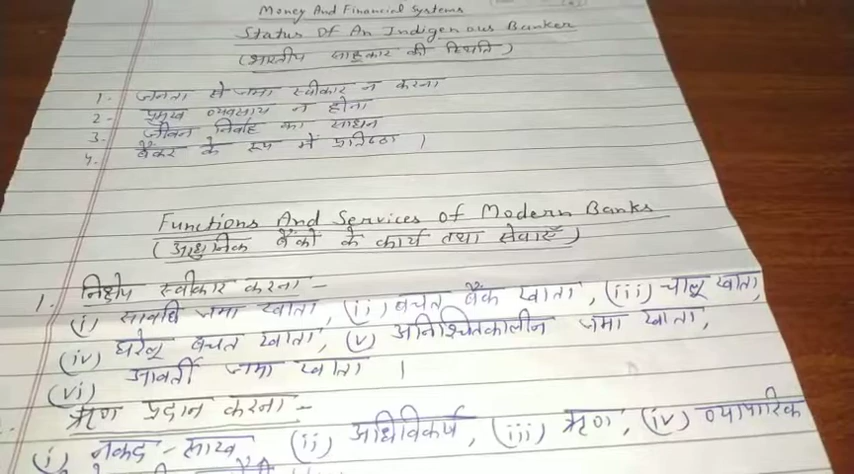 Money And Financial Systems
Status Of An Indigenous Banker
(भारतीय साहूकार की स्थिति)
1. जनता से जमा स्वीकार न करना
2- प्रमुख व्यवसाय न होना
3. जीवन निर्वाह का साधन
4. बैंकर के रूप में प्रतिष्ठा ।
Functions And Services of Modern Banks
(आधुनिक बैंकों के कार्य तथा सेवाएँ)
1. निक्षेप स्वीकार करना -
(i) सावधि जमा खाता, (ii) बचत बैंक खाता, (iii) चालू खाता,
(iv) घरेलू बचत खाता, (v) अनिश्चितकालीन जमा खाता,
(vi) आवर्ती जमा खाता ।
ऋण प्रदान करना -
(i) नकद - साख (ii) अधिविकर्ष, (iii) ऋण, (iv) व्यापारिक